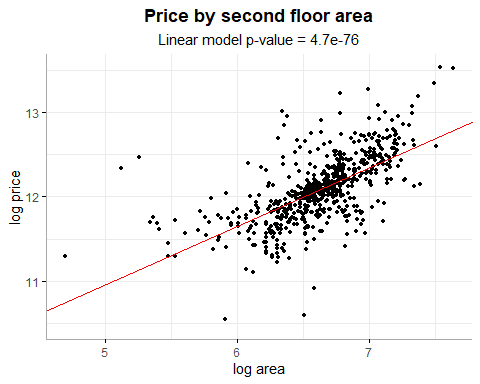 Price by second floor area
Linear model p-value = 4.7e-76
log price
13
12
11
5 6 7
log area